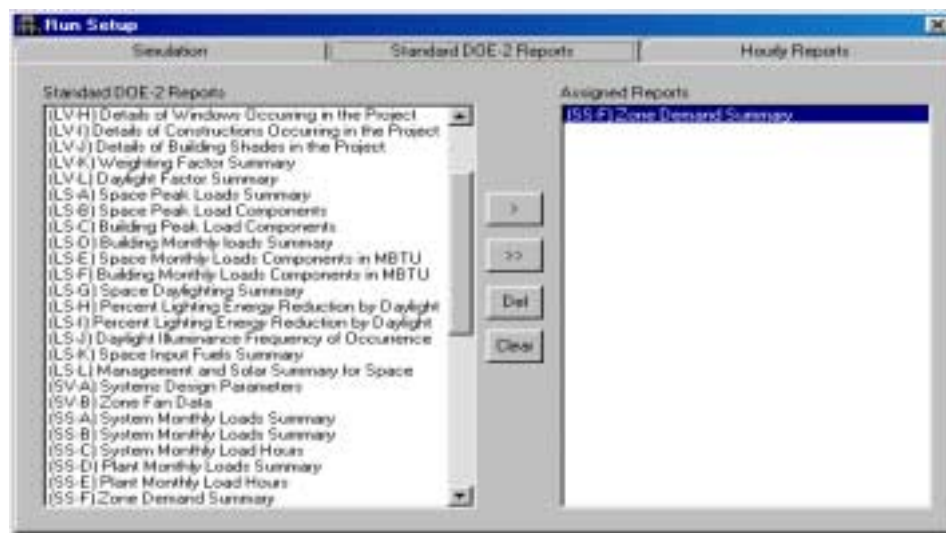 Run Setup
Simulation
Standard DOE-2 Reports
Hourly Reports
Standard DOE-2 Reports
(LV-H) Details of Windows Occurring in the Project
(LV-I) Details of Constructions Occuring in the Project
(LV-J) Details of Building Shades in the Project
(LV-K) Weighting Factor Summary
(LV-L) Daylight Factor Summary
(LS-A) Space Peak Loads Summary
(LS-B) Space Peak Load Components
(LS-C) Building Peak Load Components
(LS-D) Building Monthly loads Summary
(LS-E) Space Monthly Loads Components in MBTU
(LS-F) Building Monthly Loads Components in MBTU
(LS-G) Space Daylighting Summary
(LS-H) Percent Lighting Energy Reduction by Daylight
(LS-I) Percent Lighting Energy Reduction by Daylight
(LS-J) Daylight Illuminance Frequency of Occurrence
(LS-K) Space Input Fuels Summary
(LS-L) Management and Solar Summary for Space
(SV-A) Systems Design Parameters
(SV-B) Zone Fan Data
(SS-A) System Monthly Loads Summary
(SS-B) System Monthly Loads Summary
(SS-C) System Monthly Load Hours
(SS-D) Plant Monthly Loads Summary
(SS-E) Plant Monthly Load Hours
(SS-F) Zone Demand Summary
>
>>
Del
Clear
Assigned Reports
(SS-F) Zone Demand Summary